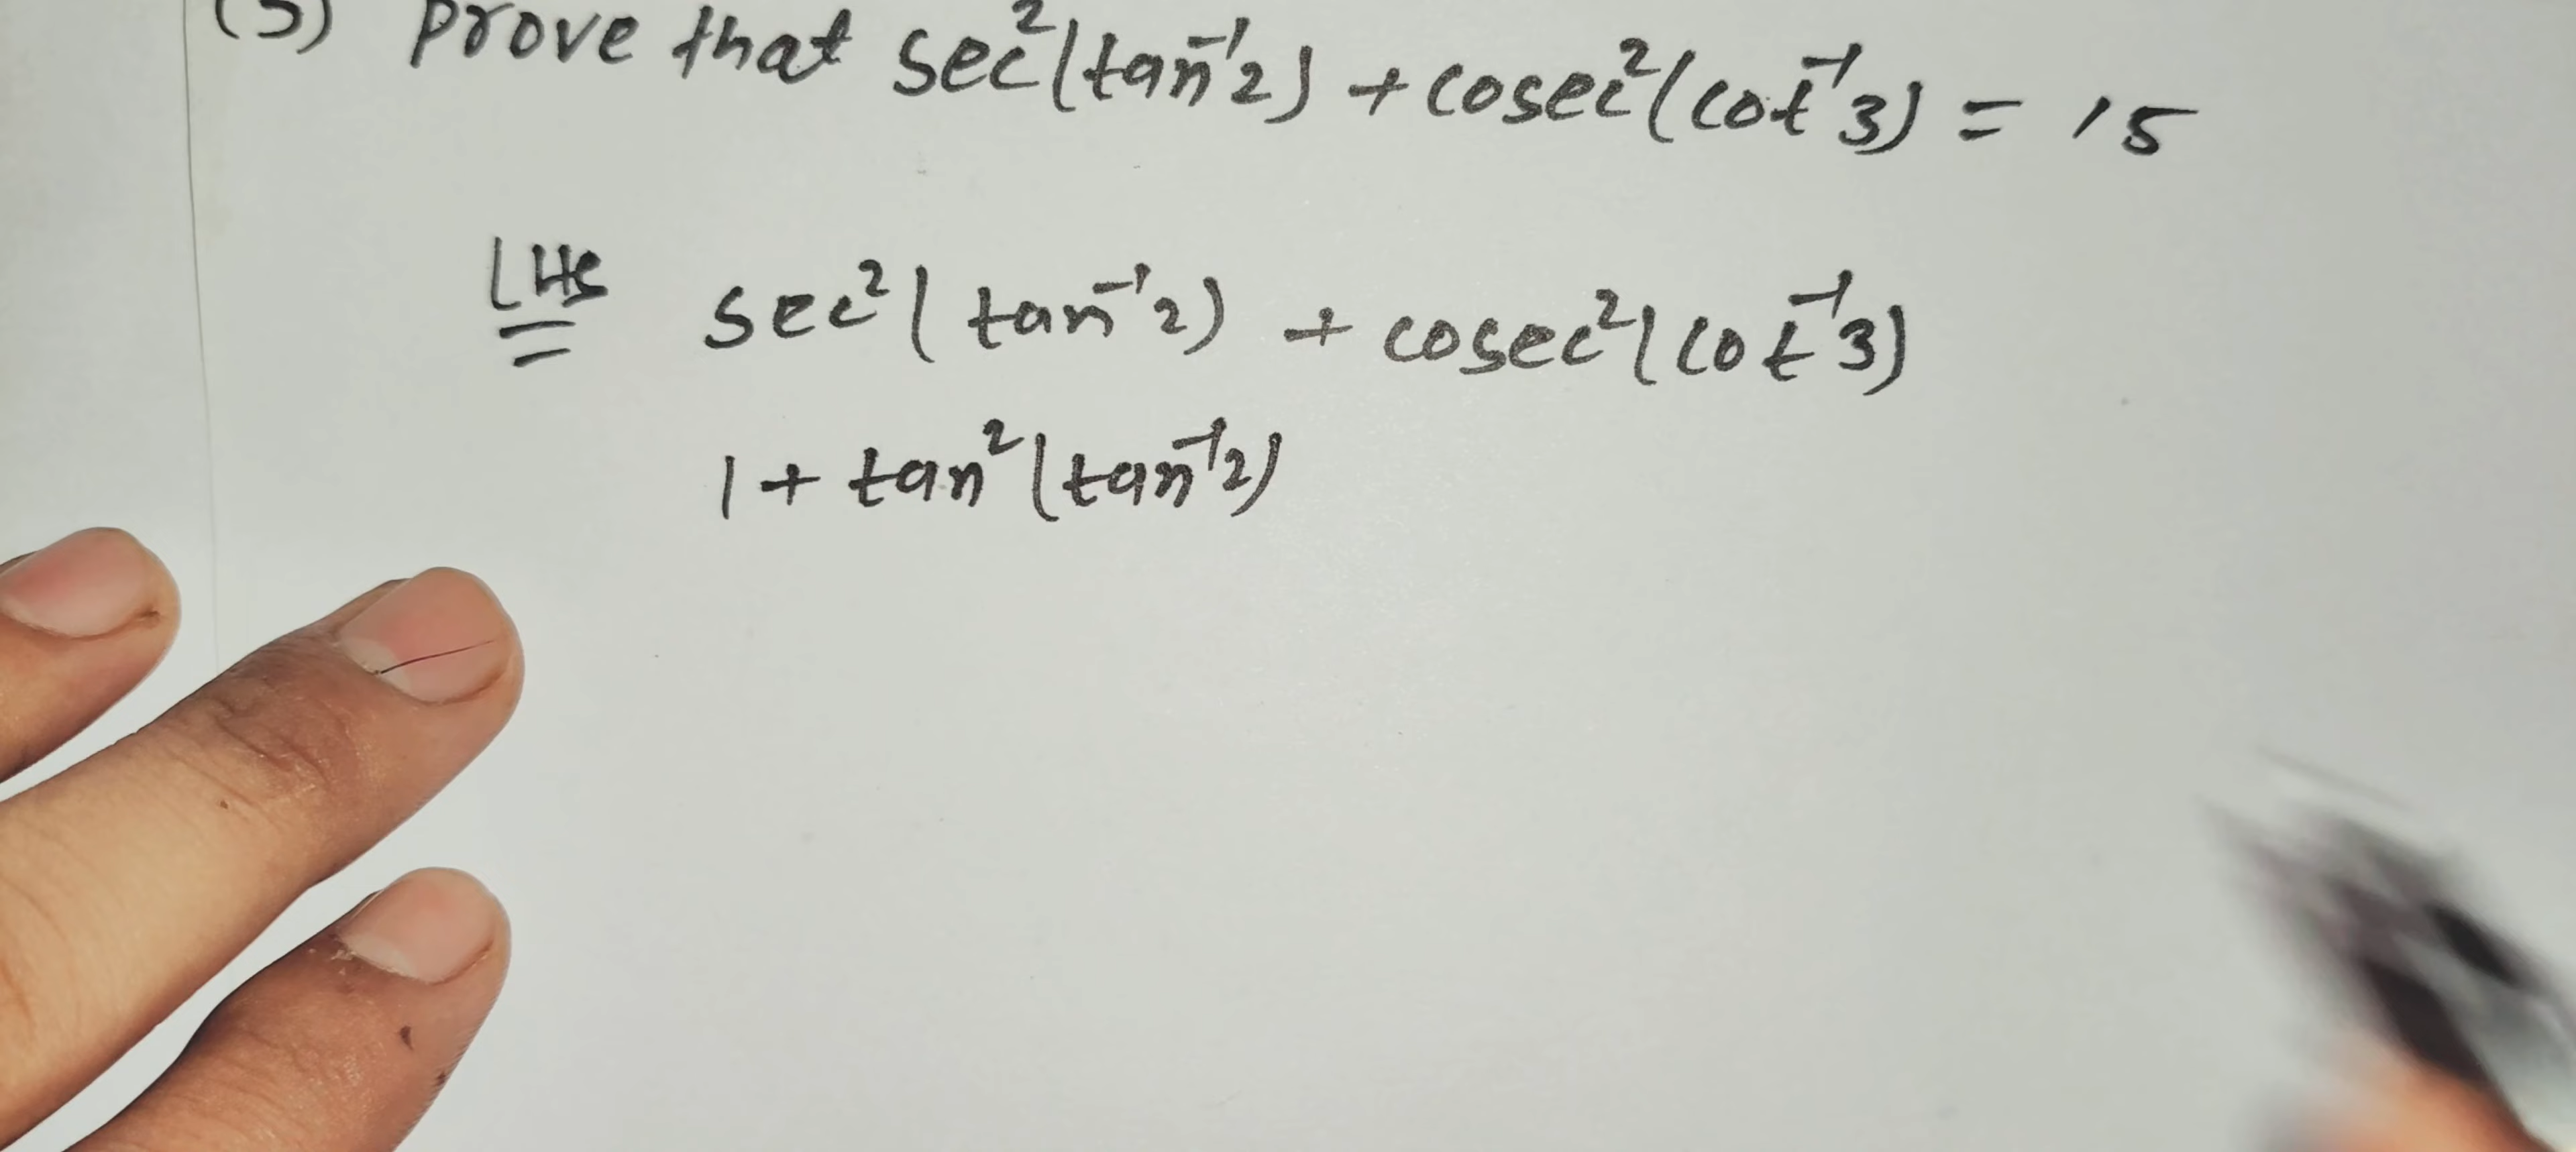 (5) Prove that sec²(tan⁻¹2) + cosec²(cot⁻¹3) = 15
LHS sec²(tan⁻¹2) + cosec²(cot⁻¹3)
1 + tan²(tan⁻¹2)